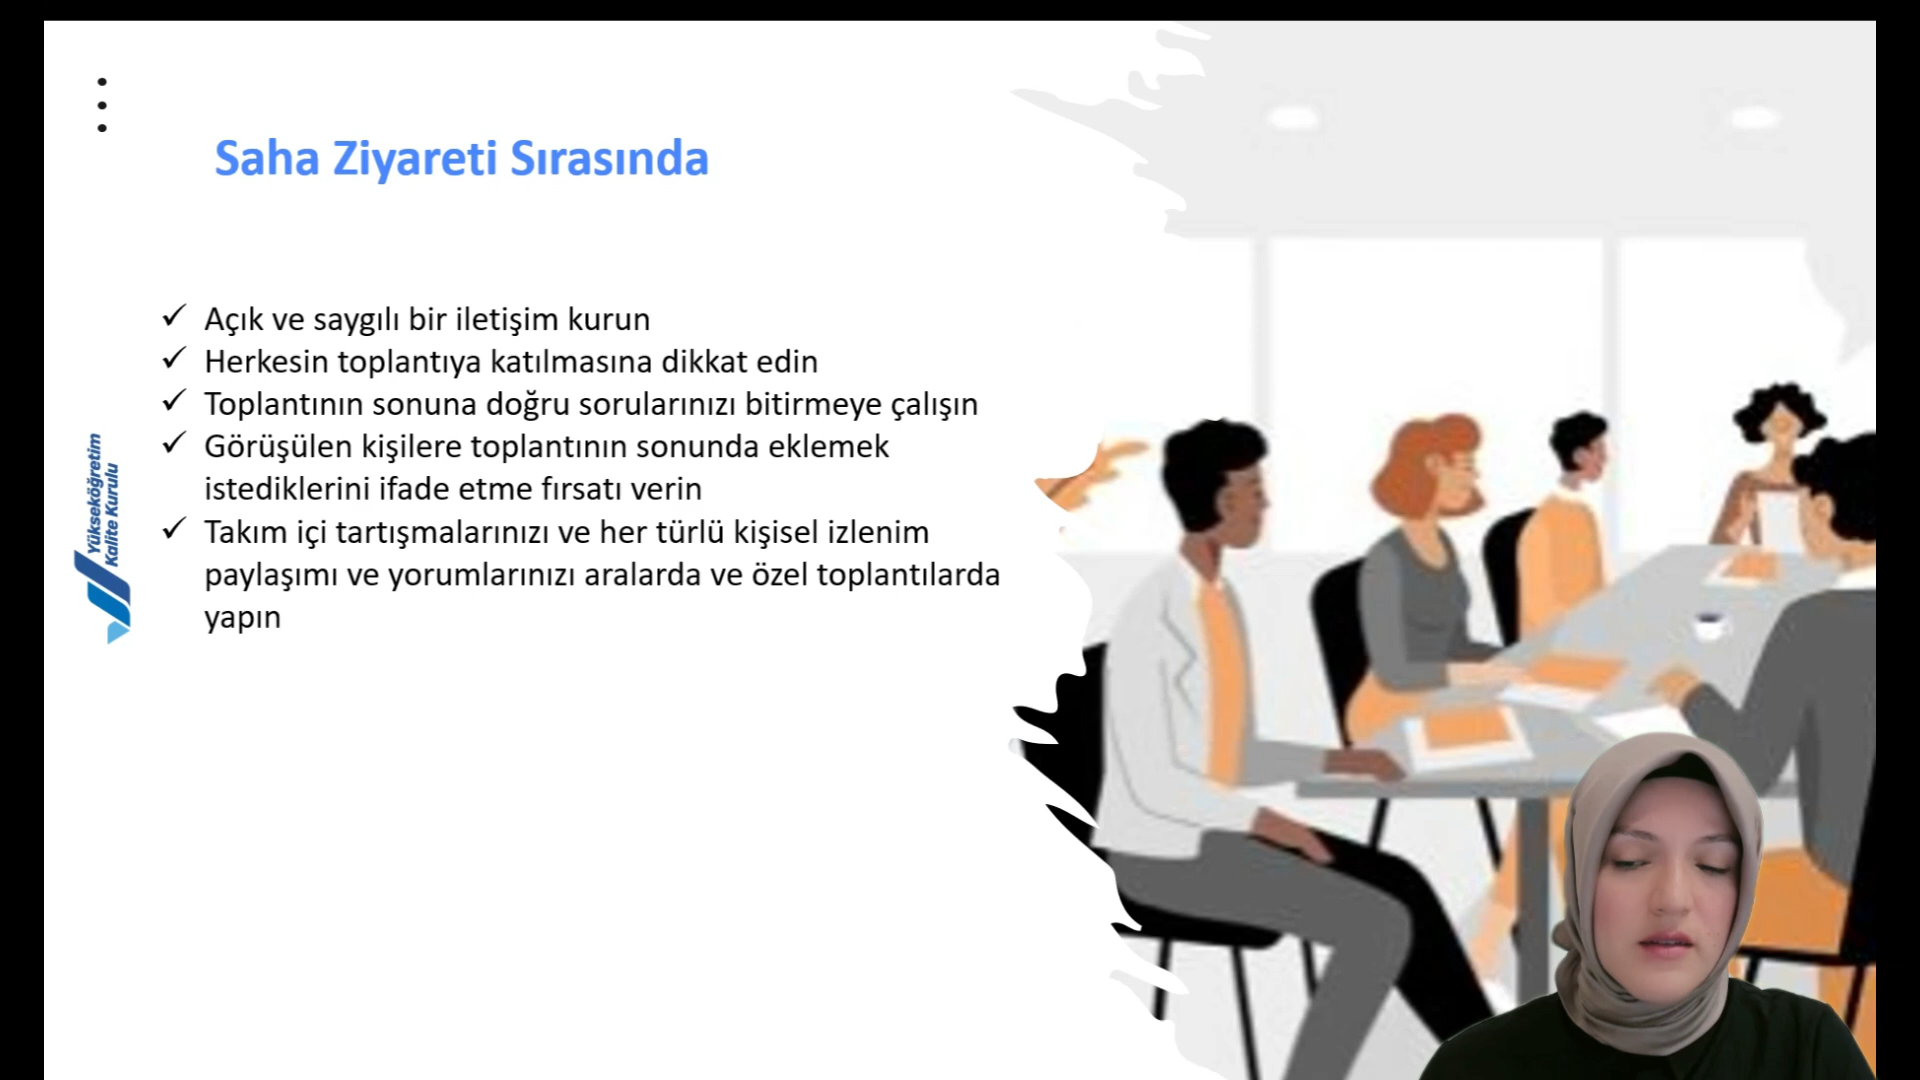 Saha Ziyareti Sırasında
✓ Açık ve saygılı bir iletişim kurun
✓ Herkesin toplantıya katılmasına dikkat edin
✓ Toplantının sonuna doğru sorularınızı bitirmeye çalışın
✓ Görüşülen kişilere toplantının sonunda eklemek
istediklerini ifade etme fırsatı verin
✓ Takım içi tartışmalarınızı ve her türlü kişisel izlenim
paylaşımı ve yorumlarınızı aralarda ve özel toplantılarda
yapın
Yükseköğretim
Kalite Kurulu